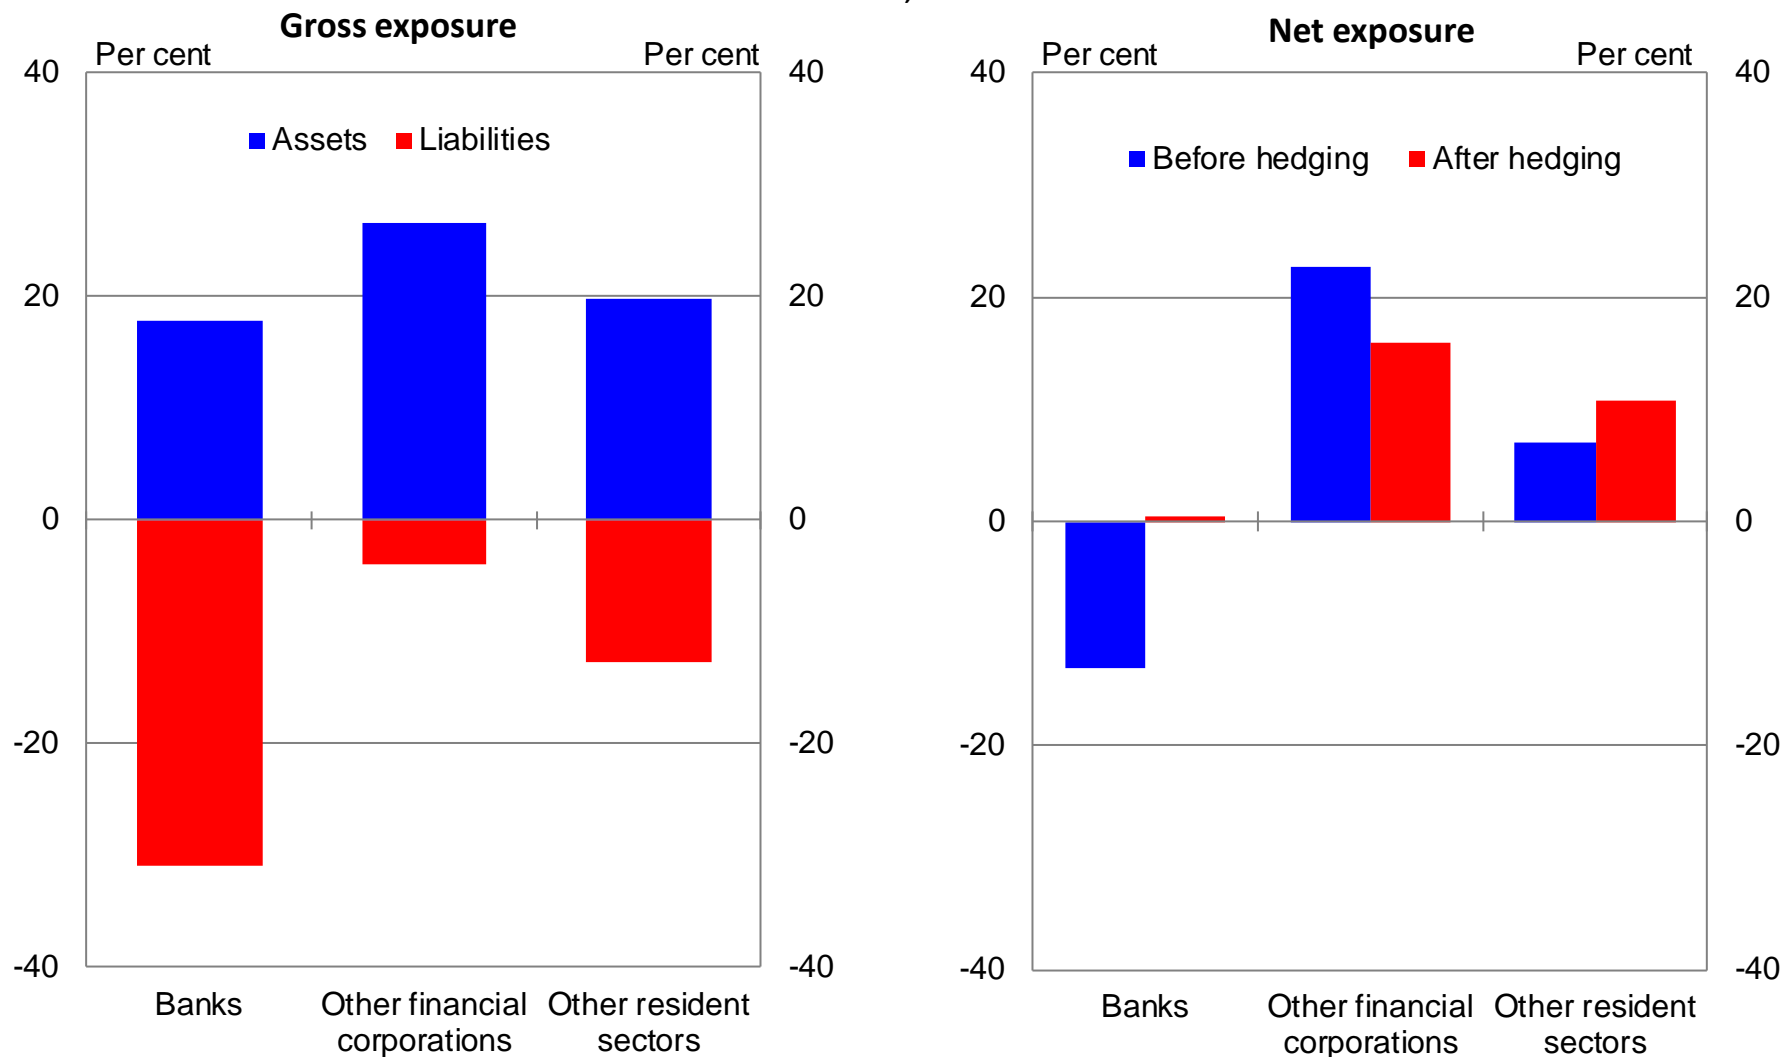 Gross exposure
Per cent
Per cent
40
40
Assets
Liabilities
20
20
0
0
-20
-20
-40
-40
Banks
Other financial
corporations
Other resident
sectors
Net exposure
Per cent
Per cent
40
40
Before hedging
After hedging
20
20
0
0
-20
-20
-40
-40
Banks
Other financial
corporations
Other resident
sectors